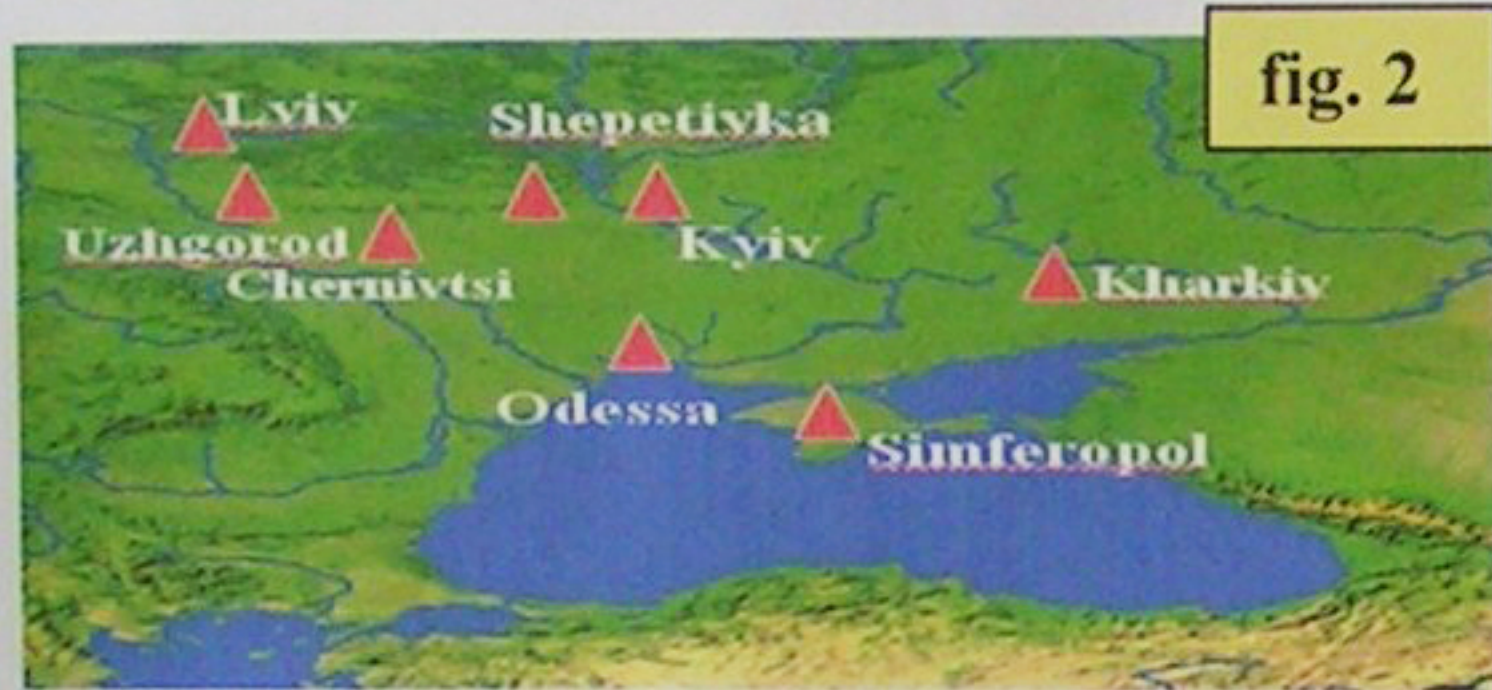 fig. 2
Lviv
Shepetivka
Uzhgorod
Kyiv
Chernivtsi
Kharkiv
Odessa
Simferopol